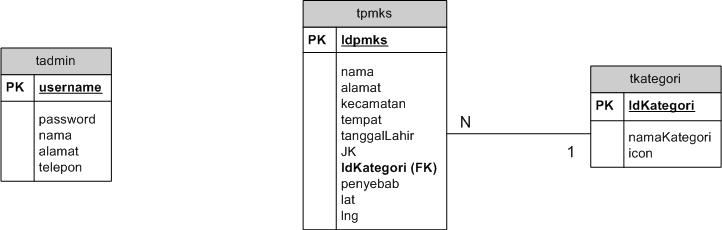 tadmin
PK username
password
nama
alamat
telepon
tpmks
PK Idpmks
nama
alamat
kecamatan
tempat
tanggalLahir
JK
IdKategori (FK)
penyebab
lat
lng
N
1
tkategori
PK IdKategori
namaKategori
icon